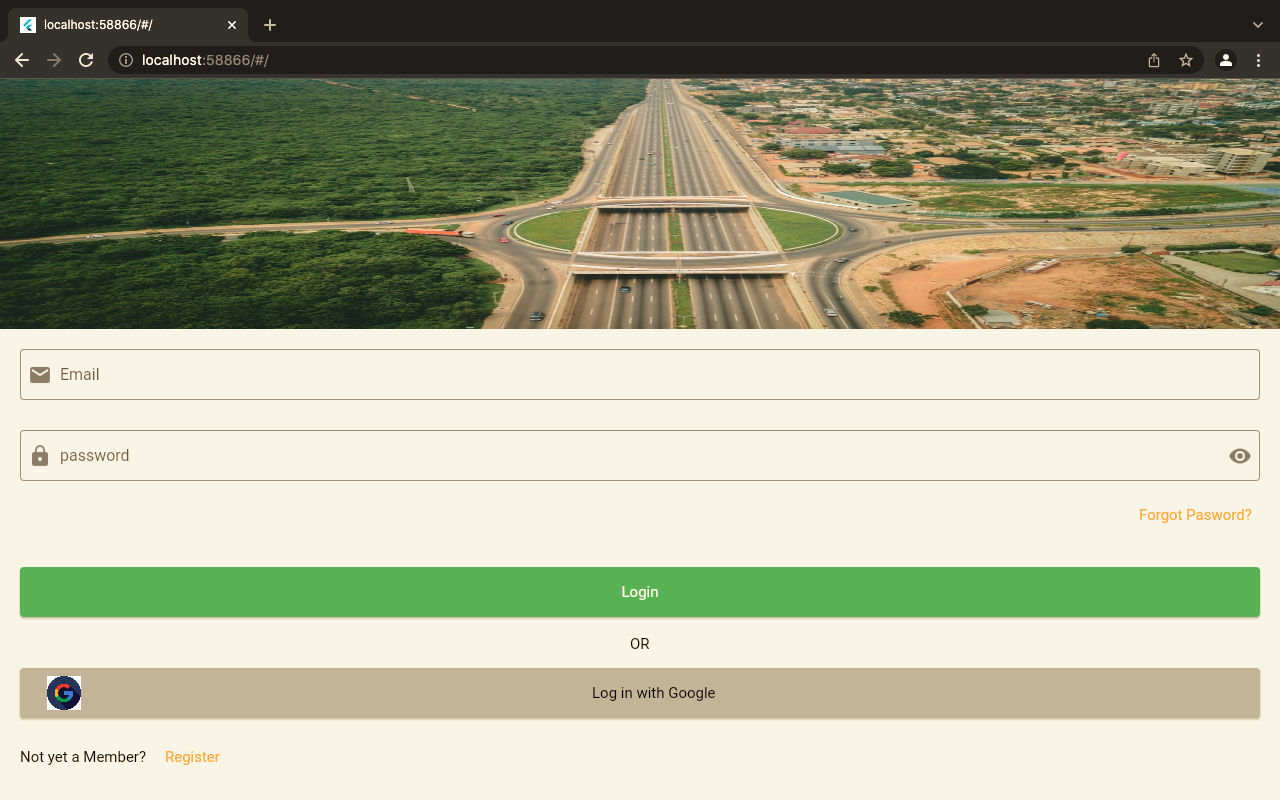 localhost:58866/#/
localhost:58866/#/
Email
password
Forgot Pasword?
Login
OR
Log in with Google
Not yet a Member? Register